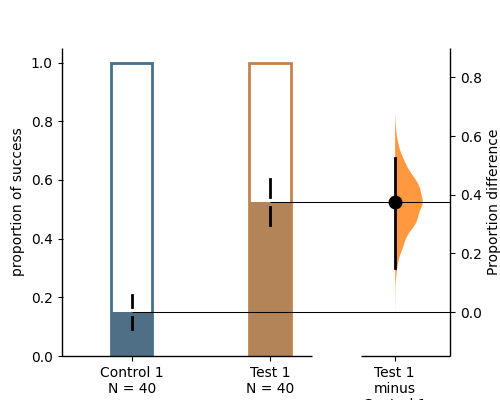 proportion of success
1.0
0.8
0.6
0.4
0.2
0.0
Control 1
N = 40
Test 1
N = 40
Test 1
minus
0.8
0.6
0.4
0.2
0.0
Proportion difference